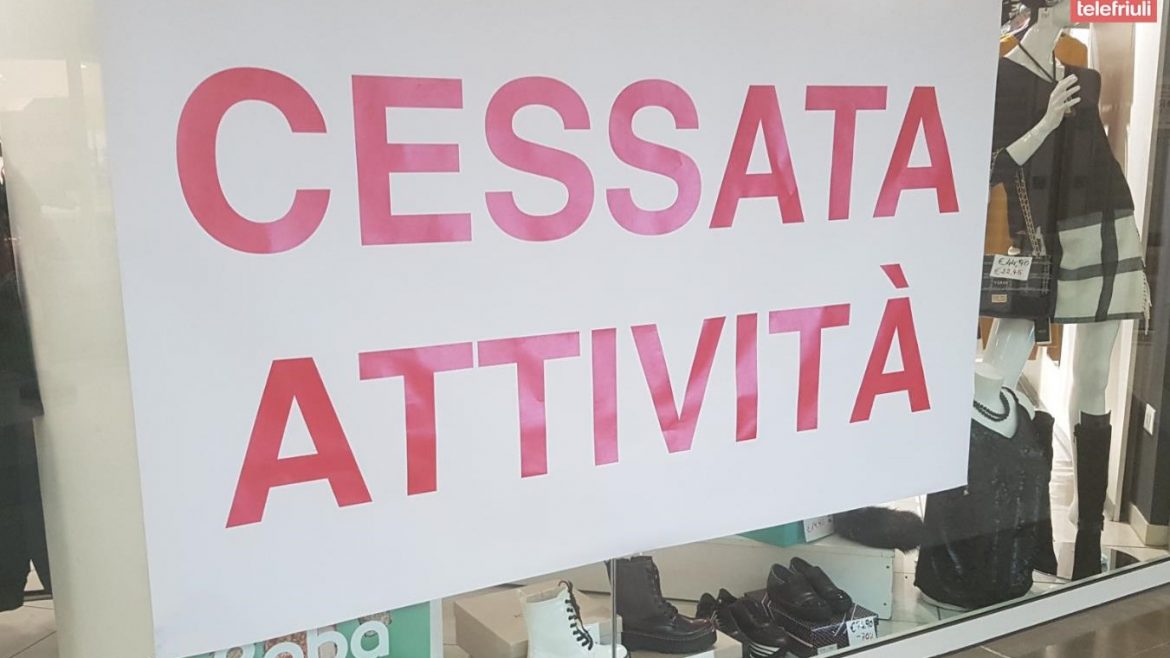 telefriuli
CESSATA
ATTIVITÀ